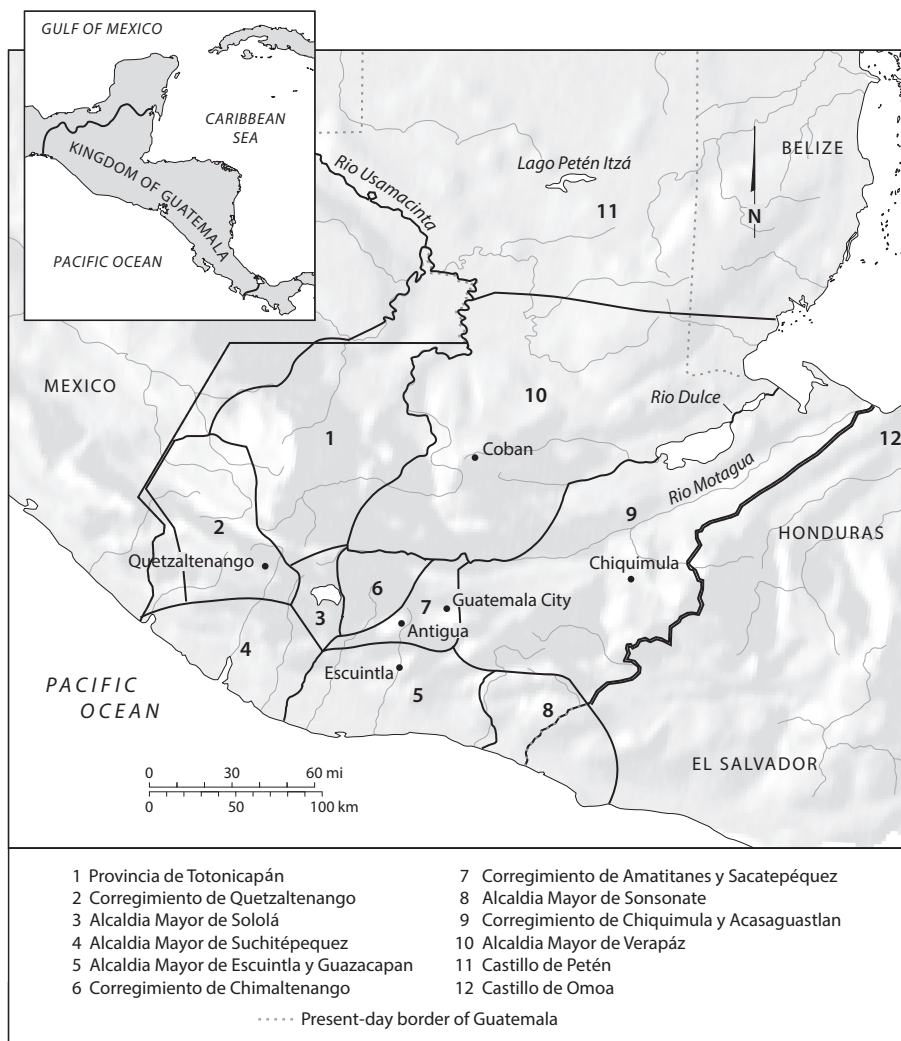 GULF OF MEXICO
CARIBBEAN
SEA
KINGDOM OF GUATEMALA
PACIFIC OCEAN
Rio Usamacinta
Lago Petén Itzá
BELIZE
11
N
MEXICO
10
Rio Dulce
1
12
Coban
Rio Motagua
9
2
HONDURAS
Quetzaltenango
Chiquimula
6
7
Guatemala City
3
Antigua
4
Escuintla
5
8
PACIFIC
OCEAN
EL SALVADOR
0 30 60 mi
0 50 100 km
1 Provincia de Totonicapán
2 Corregimiento de Quetzaltenango
3 Alcaldia Mayor de Sololá
4 Alcaldia Mayor de Suchitépequez
5 Alcaldia Mayor de Escuintla y Guazacapan
6 Corregimiento de Chimaltenango
7 Corregimiento de Amatitanes y Sacatepéquez
8 Alcaldia Mayor de Sonsonate
9 Corregimiento de Chiquimula y Acasaguastlan
10 Alcaldia Mayor de Verapáz
11 Castillo de Petén
12 Castillo de Omoa
Present-day border of Guatemala